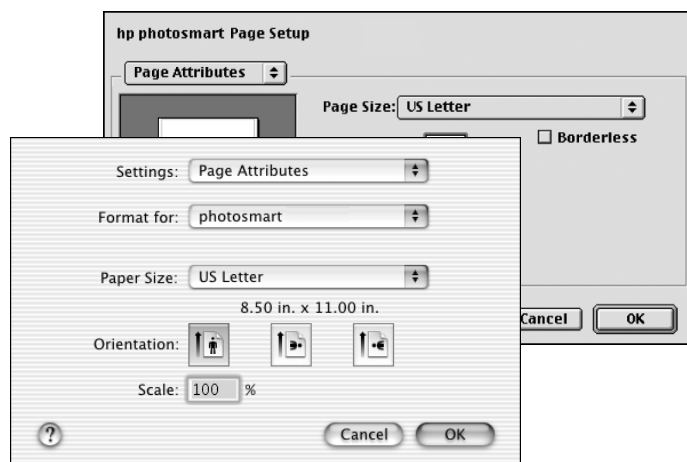 hp photosmart Page Setup
Page Attributes
Page Size: US Letter
Borderless
Cancel OK
Settings: Page Attributes
Format for: photosmart
Paper Size: US Letter
8.50 in. x 11.00 in.
Orientation:
Scale: 100 %
? Cancel OK